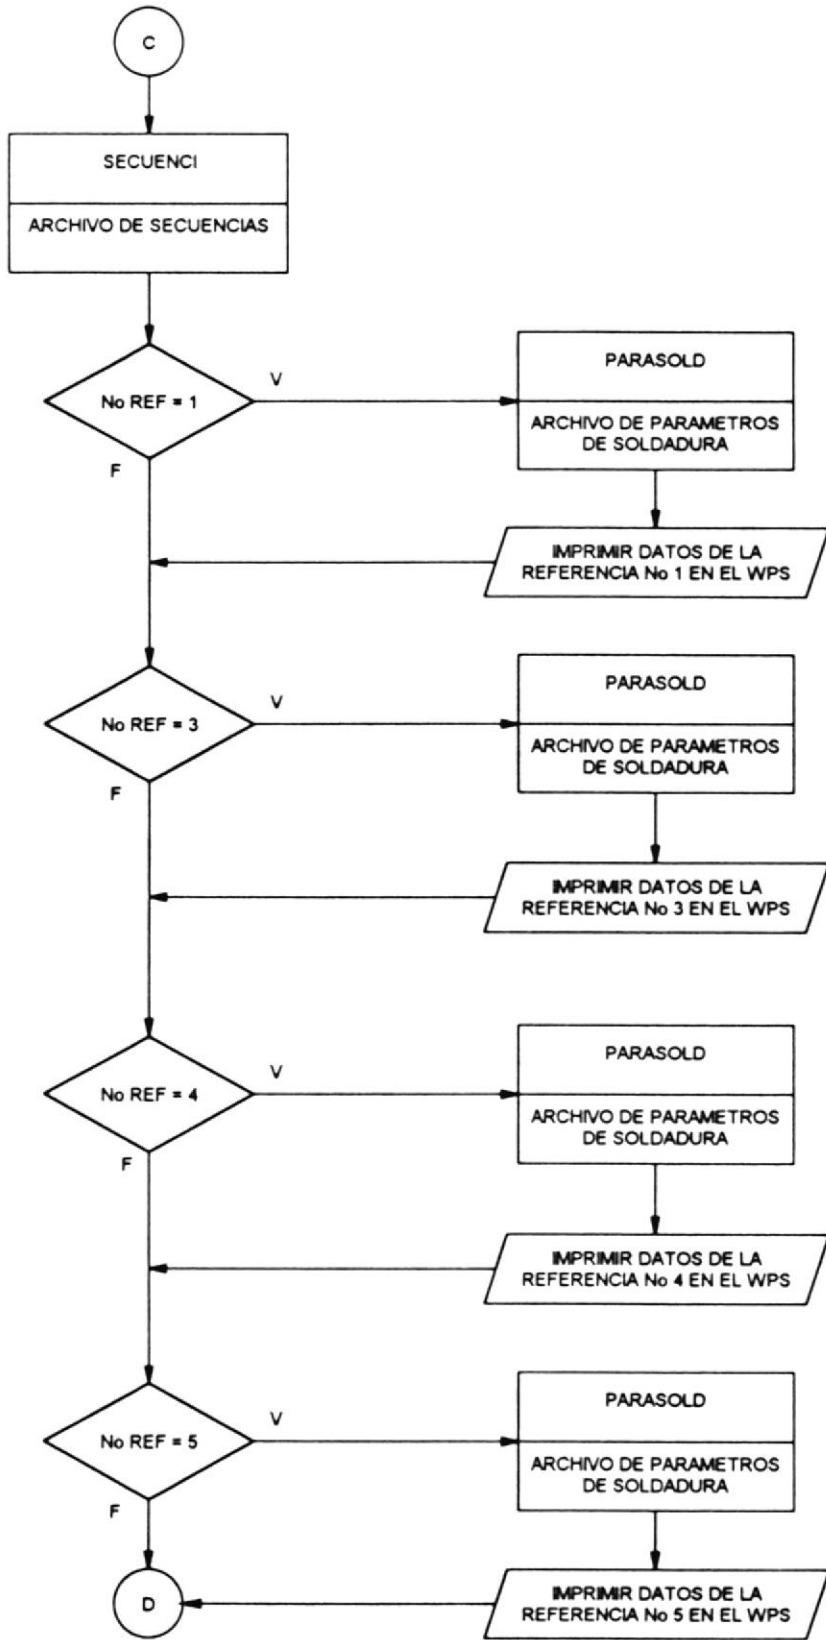 C
SECUENCI
ARCHIVO DE SECUENCIAS
No REF = 1
V
F
PARASOLD
ARCHIVO DE PARAMETROS
DE SOLDADURA
IMPRIMIR DATOS DE LA
REFERENCIA No 1 EN EL WPS
No REF = 3
V
F
PARASOLD
ARCHIVO DE PARAMETROS
DE SOLDADURA
IMPRIMIR DATOS DE LA
REFERENCIA No 3 EN EL WPS
No REF = 4
V
F
PARASOLD
ARCHIVO DE PARAMETROS
DE SOLDADURA
IMPRIMIR DATOS DE LA
REFERENCIA No 4 EN EL WPS
No REF = 5
V
F
PARASOLD
ARCHIVO DE PARAMETROS
DE SOLDADURA
IMPRIMIR DATOS DE LA
REFERENCIA No 5 EN EL WPS
D